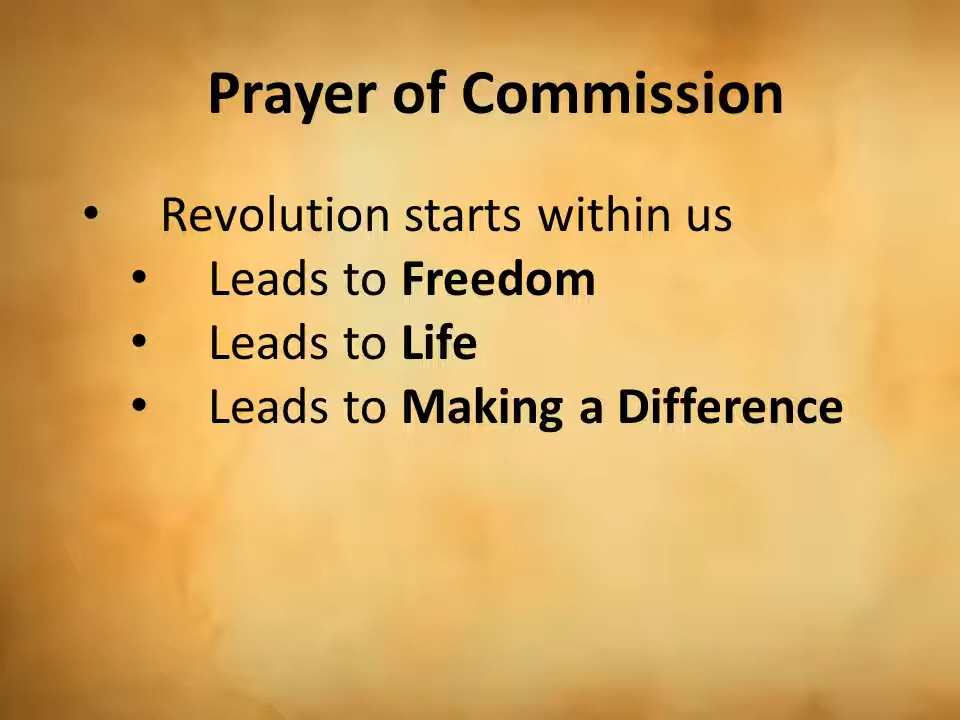 Prayer of Commission
• Revolution starts within us
• Leads to Freedom
• Leads to Life
• Leads to Making a Difference